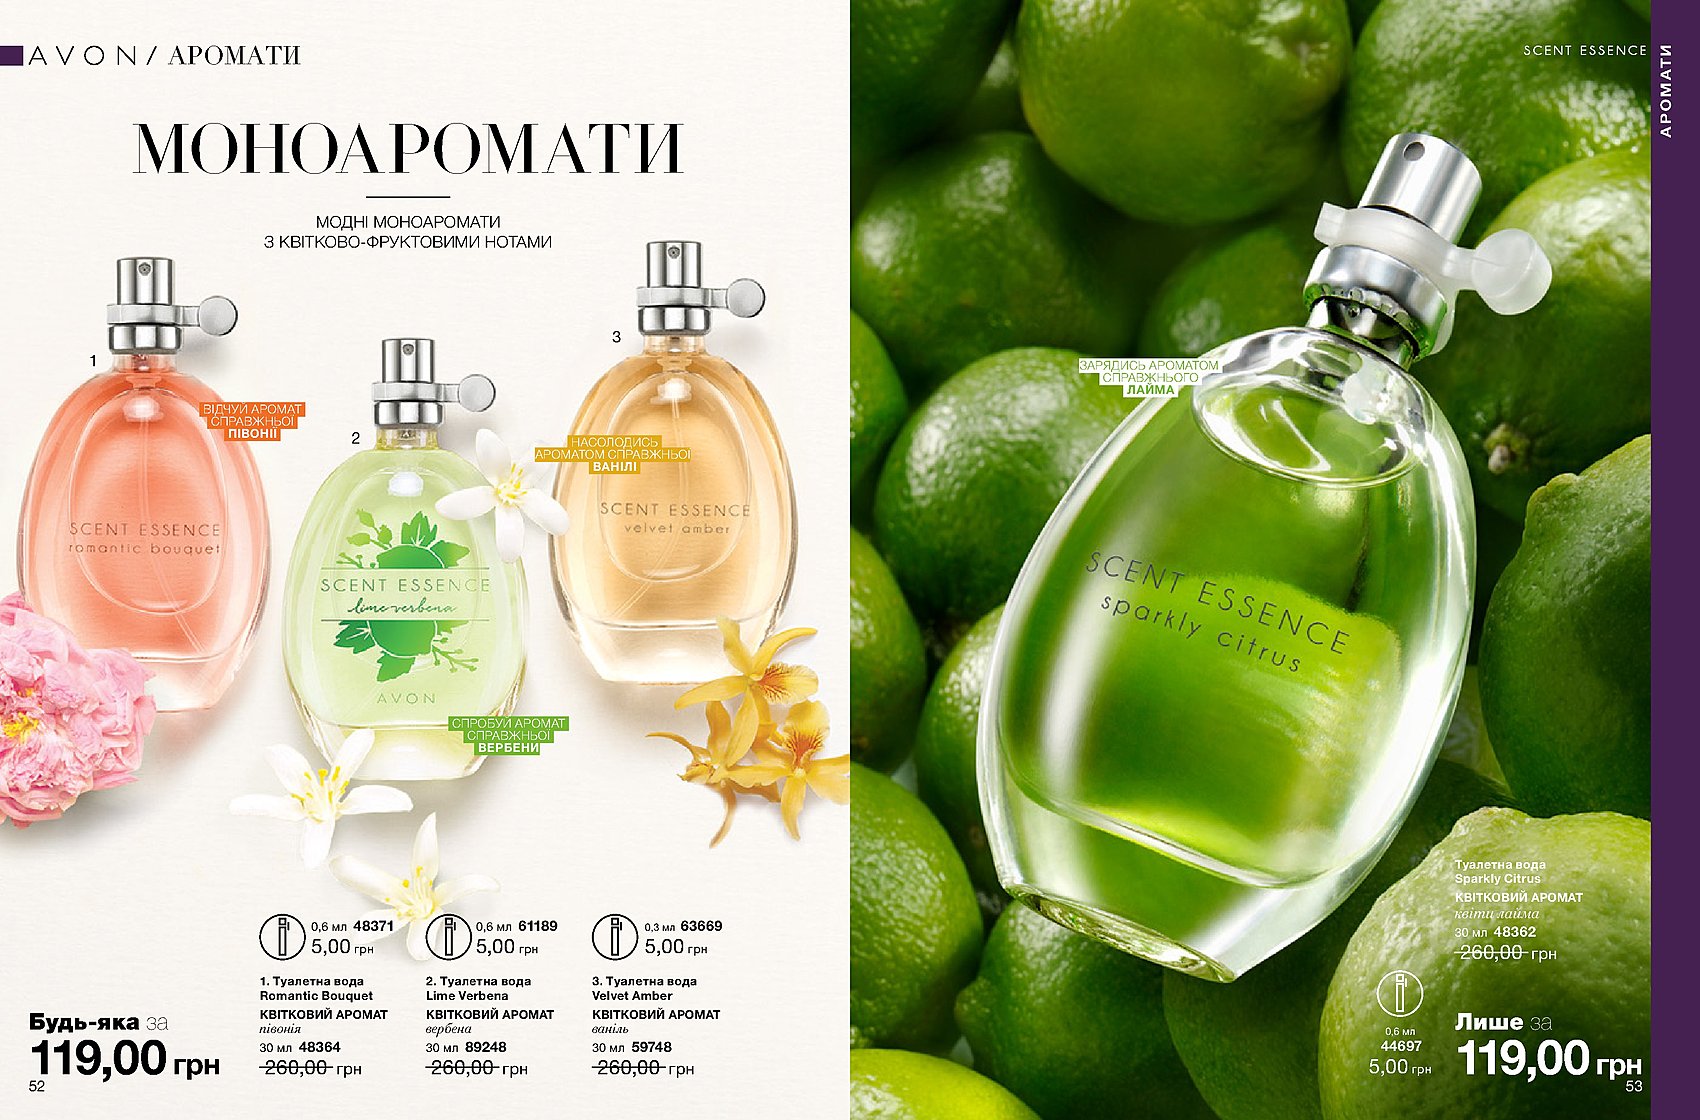 AVON / АРОМАТИ
МОНОАРОМАТИ
МОДНІ МОНОАРОМАТИ
З КВІТКОВО-ФРУКТОВИМИ НОТАМИ
1
ВІДЧУЙ АРОМАТ
СПРАВЖНЬОЇ
ПІВОНІЇ
SCENT ESSENCE
romantic bouquet
2
SCENT ESSENCE
lime verbena
AVON
СПРОБУЙ АРОМАТ
СПРАВЖНЬОЇ
ВЕРБЕНИ
3
НАСОЛОДИСЬ
АРОМАТОМ СПРАВЖНЬОЇ
ВАНІЛІ
SCENT ESSENCE
velvet amber
0,6 мл 48371
5,00 грн
1. Туалетна вода
Romantic Bouquet
КВІТКОВИЙ АРОМАТ
півонія
30 мл 48364
260,00 грн
0,6 мл 61189
5,00 грн
2. Туалетна вода
Lime Verbena
КВІТКОВИЙ АРОМАТ
вербена
30 мл 89248
260,00 грн
0,3 мл 63669
5,00 грн
3. Туалетна вода
Velvet Amber
КВІТКОВИЙ АРОМАТ
ваніль
30 мл 59748
260,00 грн
Будь-яка за
119,00 грн
52
SCENT ESSENCE
АРОМАТИ
ЗАРЯДИСЬ АРОМАТОМ
СПРАВЖНЬОГО
ЛАЙМА
SCENT ESSENCE
sparkly citrus
Туалетна вода
Sparkly Citrus
КВІТКОВИЙ АРОМАТ
квіти лайма
30 мл 48362
260,00 грн
0,6 мл
44697
5,00 грн
Лише за
119,00 грн
53